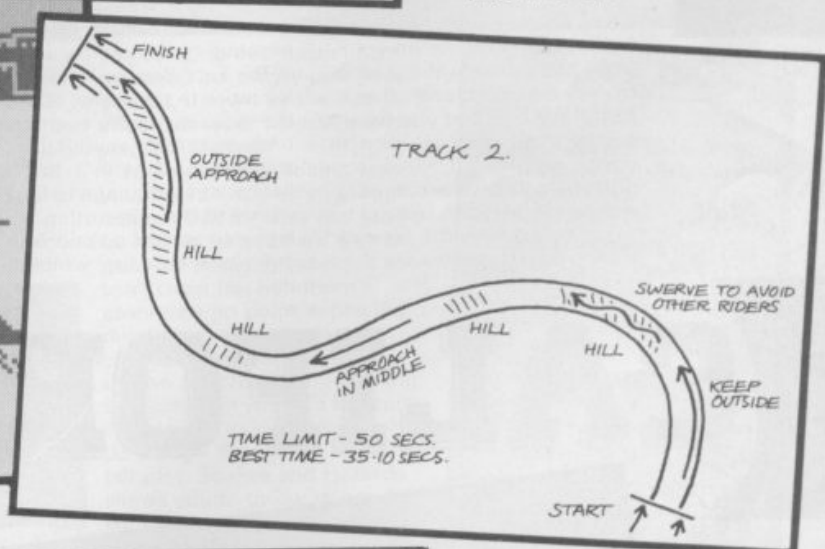 FINISH
TRACK 2.
OUTSIDE
APPROACH
HILL
SWERVE TO AVOID
OTHER RIDERS
HILL
HILL
HILL
APPROACH
IN MIDDLE
KEEP
OUTSIDE
TIME LIMIT - 50 SECS.
BEST TIME - 35·10 SECS.
START